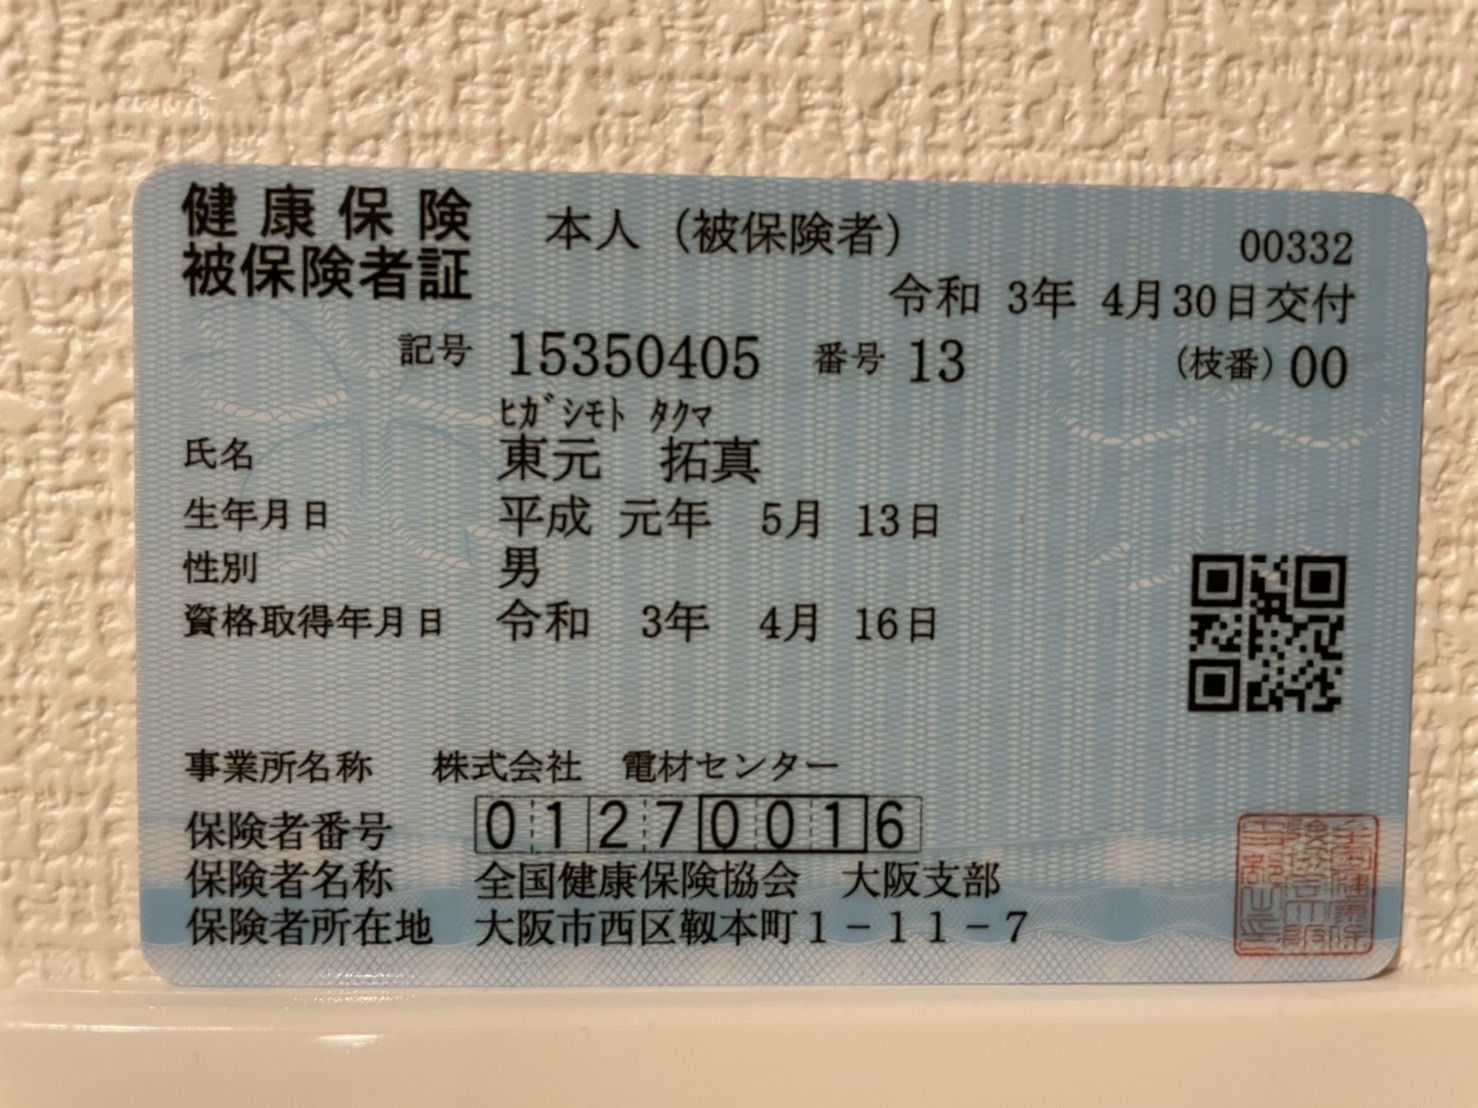 健康保険 本人（被保険者） 00332
被保険者証 令和 3年 4月30日交付
記号 15350405 番号 13 (枝番) 00
ﾋｶﾞｼﾓﾄ ﾀｸﾏ
氏名 東元 拓真
生年月日 平成 元年 5月 13日
性別 男
資格取得年月日 令和 3年 4月 16日
事業所名称 株式会社 電材センター
保険者番号 01270016
保険者名称 全国健康保険協会 大阪支部
保険者所在地 大阪市西区靱本町１－１１－７